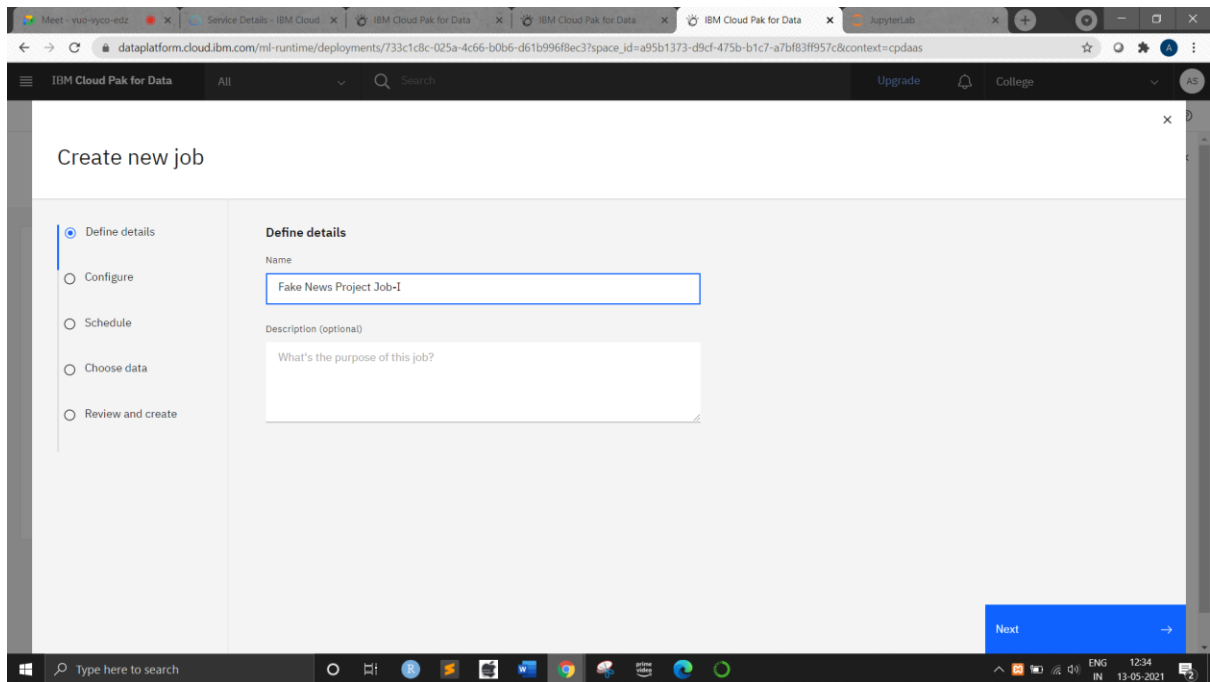 Meet - vuo-syco-edz
Service Details - IBM Cloud
IBM Cloud Pak for Data
IBM Cloud Pak for Data
IBM Cloud Pak for Data
JupyterLab
dataplatform.cloud.ibm.com/ml-runtime/deployments/733c1c8c-025a-4c66-b0b6-d61b996f8ec3?space_id=a95b1373-d9cf-475b-b1c7-a7bf83ff957c&context=cpdaas
A
IBM Cloud Pak for Data
All
Search
Upgrade
College
AS
Create new job
Define details
Configure
Schedule
Choose data
Review and create
Define details
Name
Fake News Project Job-I
Description (optional)
What's the purpose of this job?
Next
Type here to search
R
W
prime
video
ENG
IN
12:34
13-05-2021
2